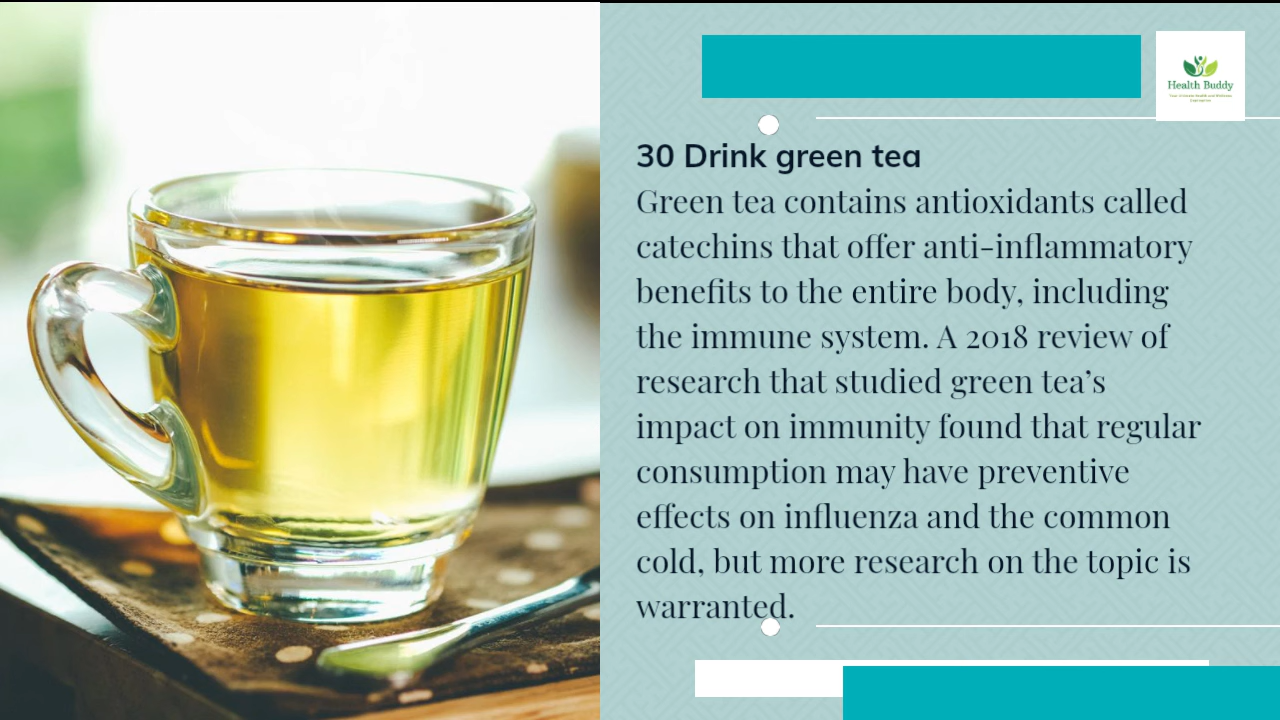 Health Buddy
30 Drink green tea
Green tea contains antioxidants called
catechins that offer anti-inflammatory
benefits to the entire body, including
the immune system. A 2018 review of
research that studied green tea’s
impact on immunity found that regular
consumption may have preventive
effects on influenza and the common
cold, but more research on the topic is
warranted.